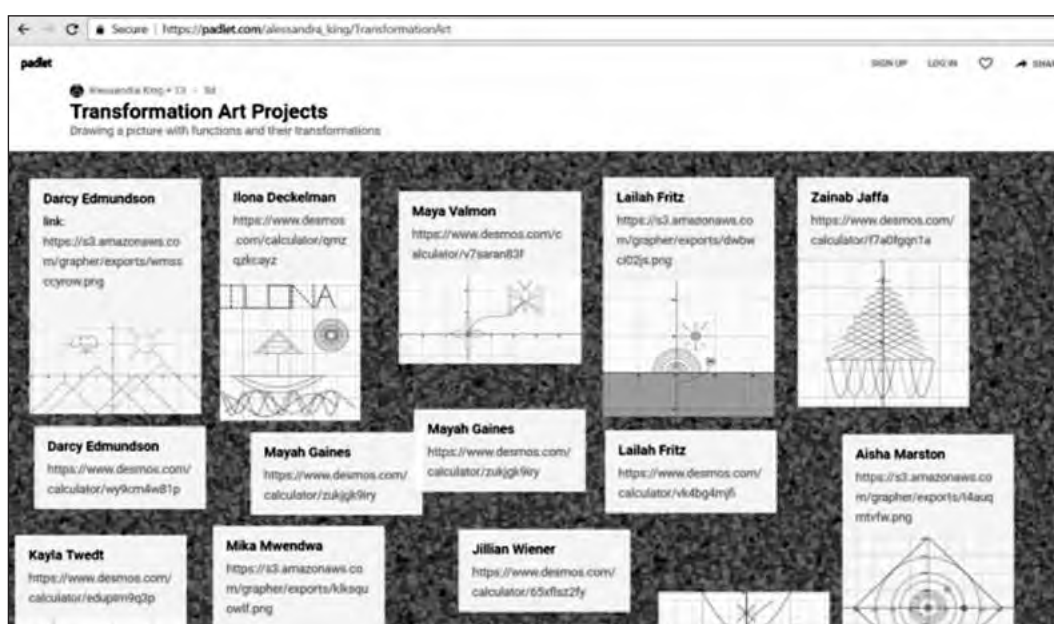 Secure | https://padlet.com/alessandra_king/TransformationArt
padlet
SIGN UP LOG IN
Alessandra King + 13
Transformation Art Projects
Drawing a picture with functions and their transformations
Darcy Edmundson
link:
https://s3.amazonaws.co
m/grapher/exports/wmss
ccyrow.png
Ilona Deckelman
https://www.desmos
.com/calculator/qmz
qzkcayz
ILONA
Maya Valmon
https://www.desmos.com/c
alculator/v7saran83f
Lailah Fritz
https://s3.amazonaws.co
m/grapher/exports/dwbw
ci02js.png
Zainab Jaffa
https://www.desmos.com/
calculator/f7a0fgqn1a
Darcy Edmundson
https://www.desmos.com/
calculator/wy9km4w81p
Mayah Gaines
https://www.desmos.com/
calculator/zukjgk9iry
Mayah Gaines
https://www.desmos.com/
calculator/zukjgk9iry
Lailah Fritz
https://www.desmos.com/
calculator/vk4bg4mjfi
Aisha Marston
https://s3.amazonaws.co
m/grapher/exports/t4auq
mtvfw.png
Kayla Twedt
https://www.desmos.com/
calculator/eduptm9q3p
Mika Mwendwa
https://s3.amazonaws.co
m/grapher/exports/klksqu
owlf.png
Jillian Wiener
https://www.desmos.com/
calculator/65xflsz2fy